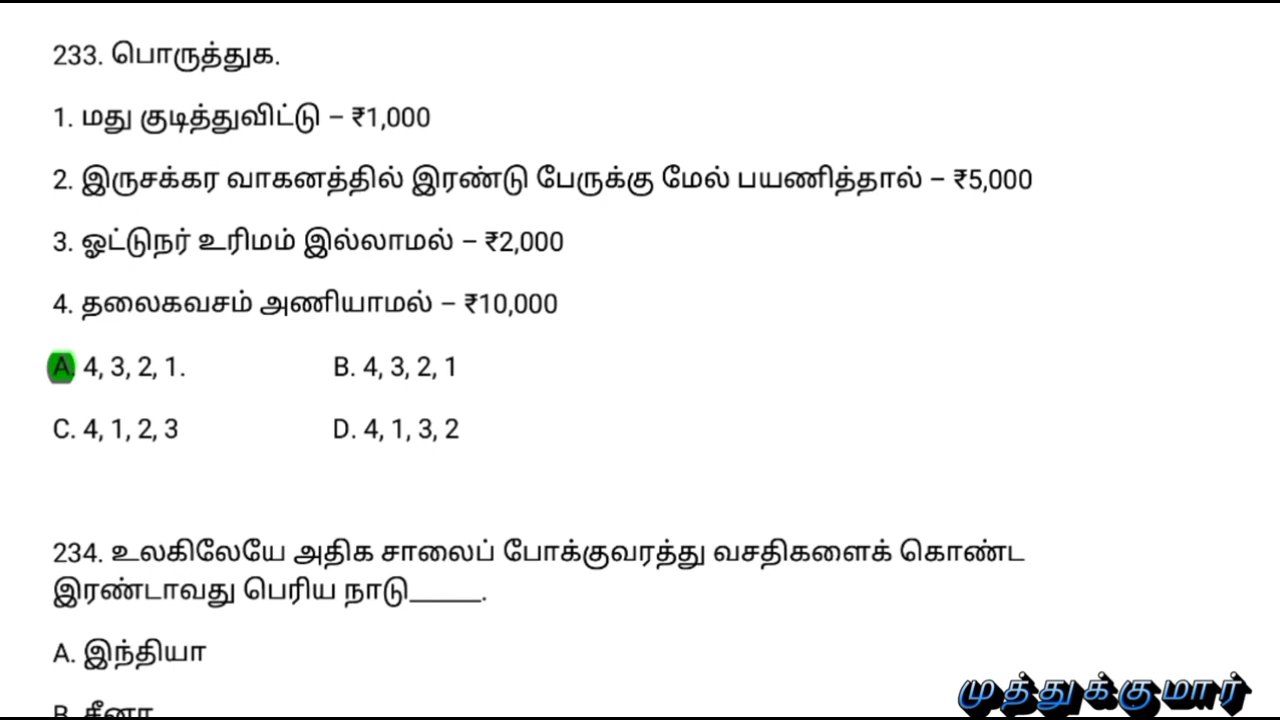 233. பொருத்துக.
1. மது குடித்துவிட்டு – ₹1,000
2. இருசக்கர வாகனத்தில் இரண்டு பேருக்கு மேல் பயணித்தால் – ₹5,000
3. ஓட்டுநர் உரிமம் இல்லாமல் – ₹2,000
4. தலைகவசம் அணியாமல் – ₹10,000
A. 4, 3, 2, 1. B. 4, 3, 2, 1
C. 4, 1, 2, 3 D. 4, 1, 3, 2
234. உலகிலேயே அதிக சாலைப் போக்குவரத்து வசதிகளைக் கொண்ட
இரண்டாவது பெரிய நாடு_____.
A. இந்தியா
B. சீனா
முத்துக்குமார்